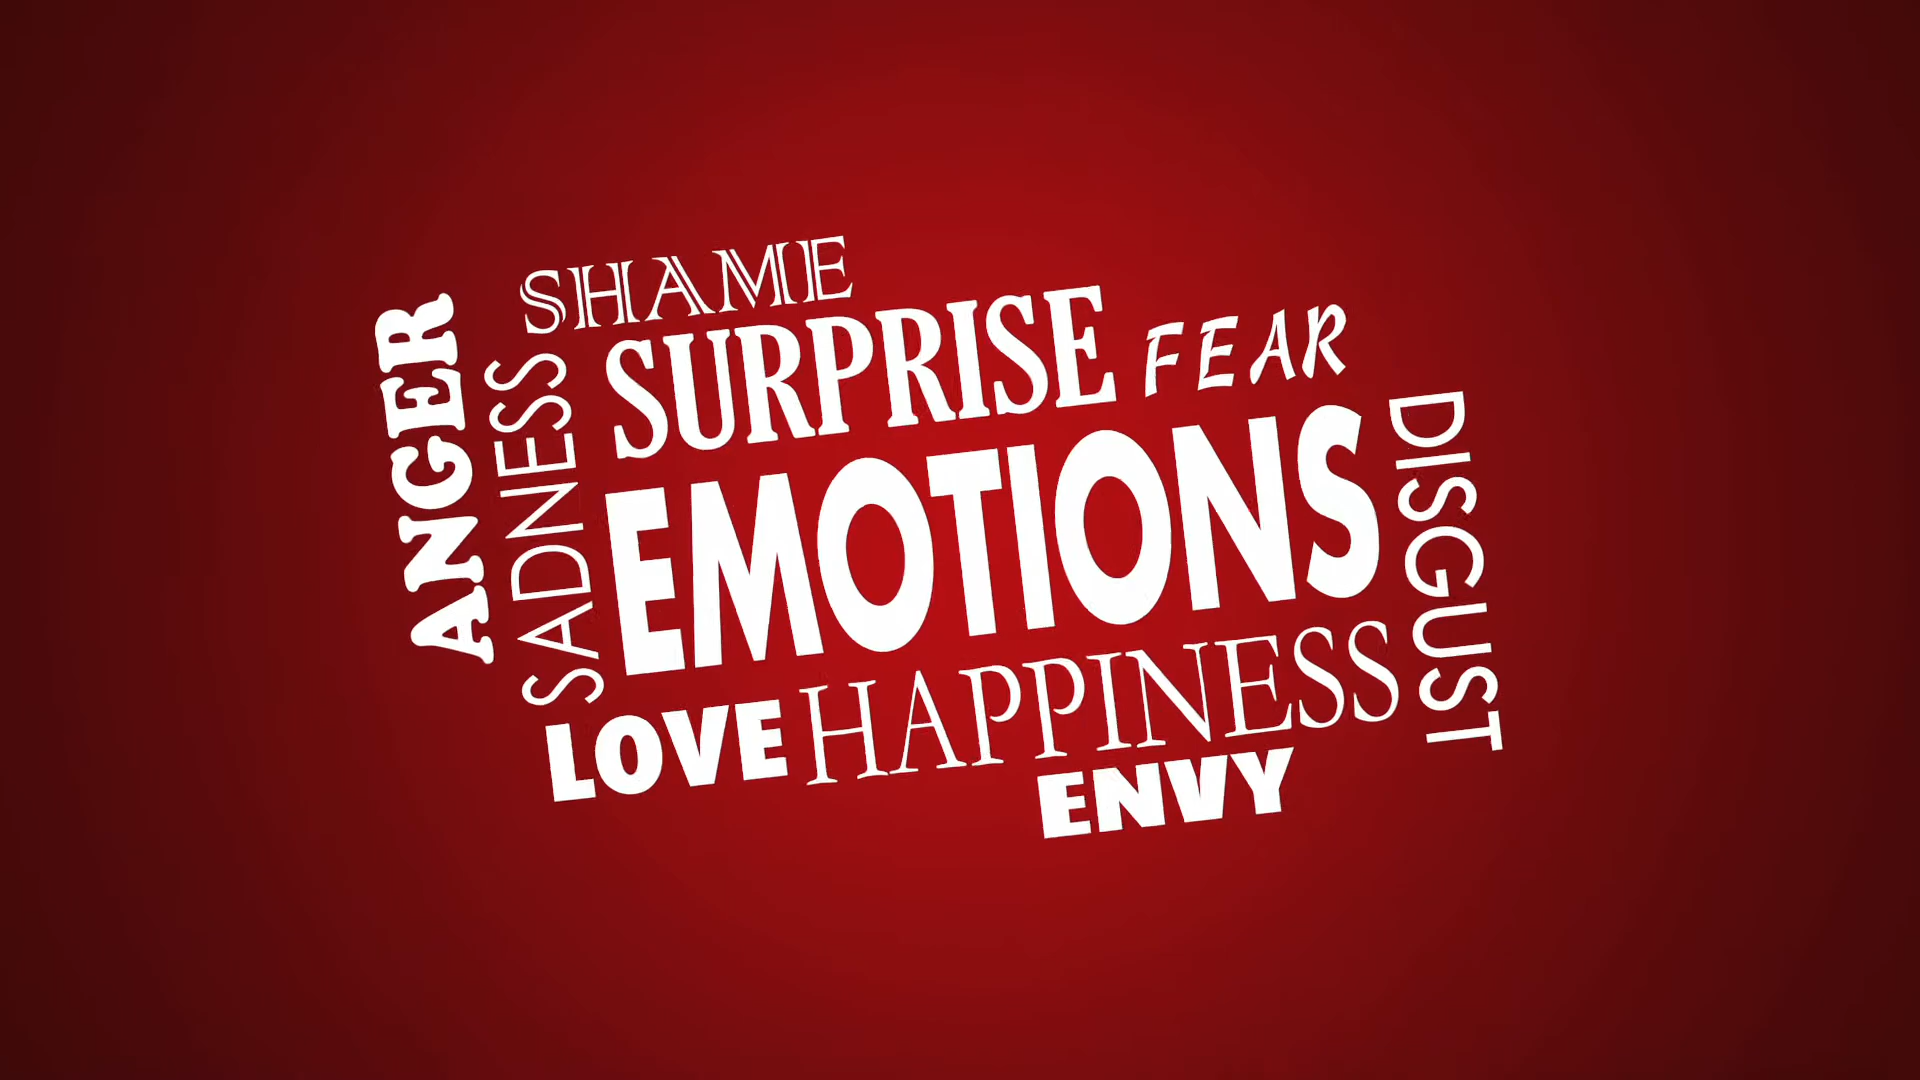 SHAME
ANGER
SADNESS
SURPRISE
FEAR
EMOTIONS
DISGUST
LOVE
HAPPINESS
ENVY